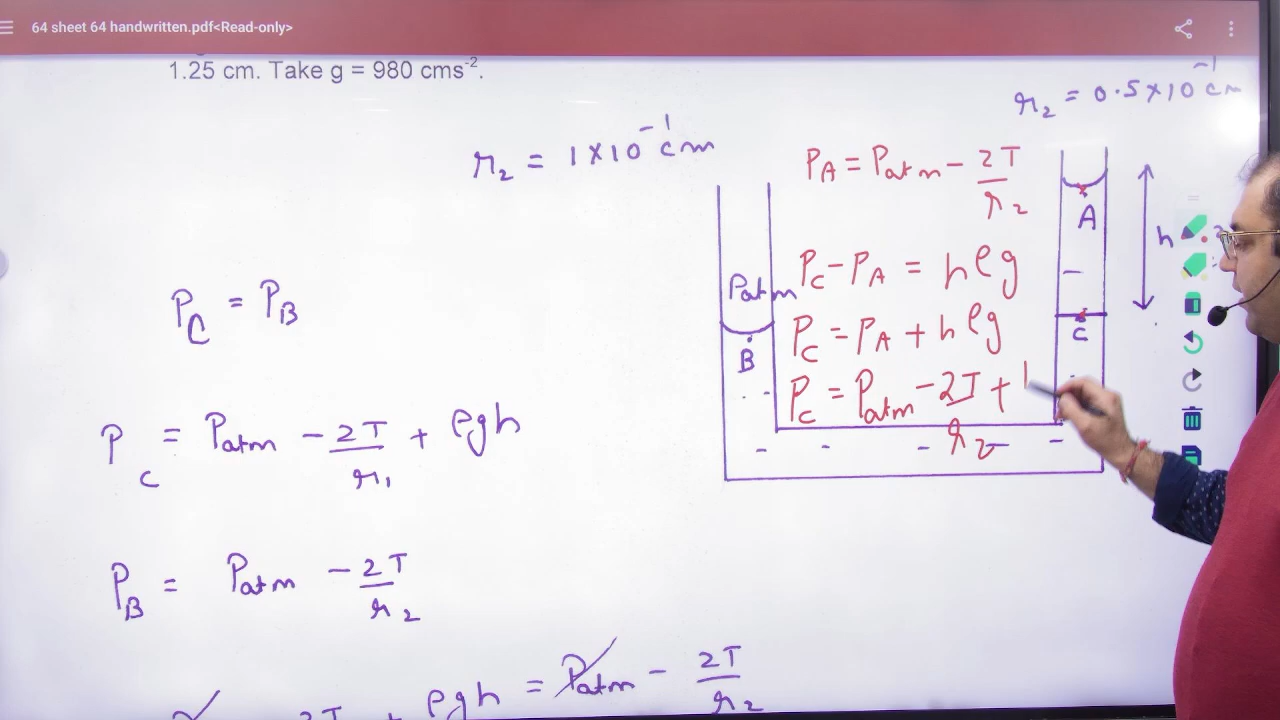 64 sheet 64 handwritten.pdf<Read-only>
1.25 cm. Take g = 980 cms⁻².
r₂ = 0.5×10⁻¹ cm
r₂ = 1×10⁻¹ cm
P_A = P_atm − 2T/r₂
A
h
P_C − P_A = hρg
P_atm
P_C = P_B
P_C = P_A + hρg
C
B
P_C = P_atm − 2T/r₂ +
P_C = P_atm − 2T/r₁ + ρgh
P_B = P_atm − 2T/r₂
2T + ρgh = P_atm − 2T/r₂